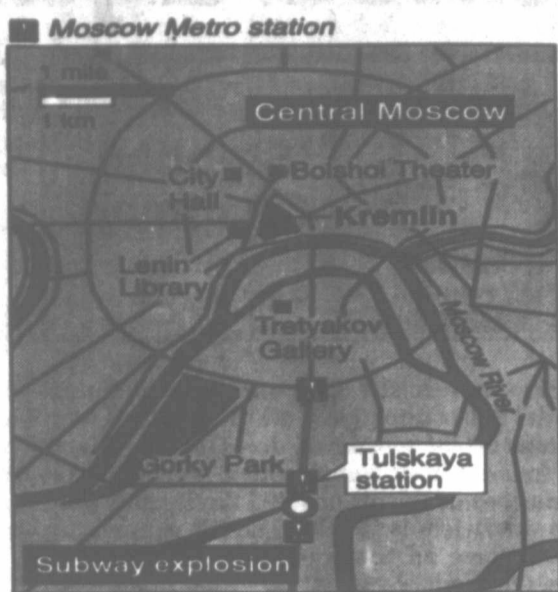 Moscow Metro station
1 mile
1 km
Central Moscow
City
Hall
Bolshoi Theater
Kremlin
Lenin
Library
Tretyakov
Gallery
Moscow River
Gorky Park
Tulskaya
station
Subway explosion